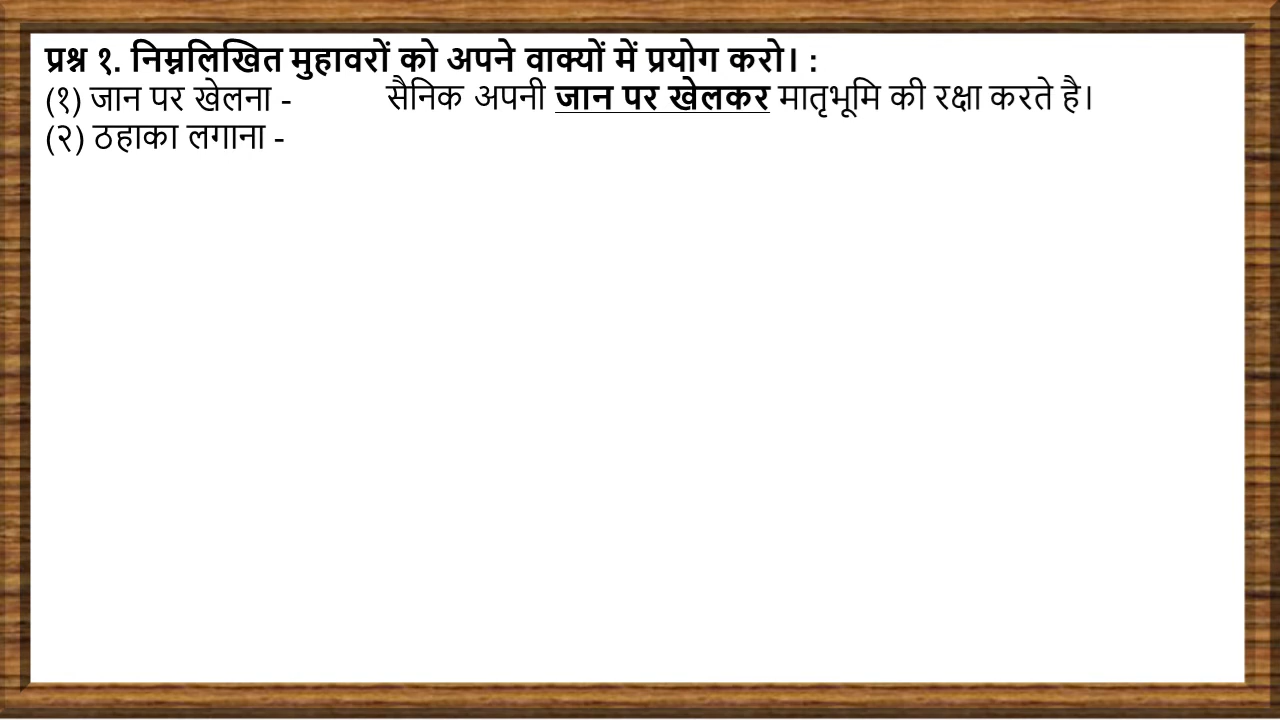 प्रश्न १. निम्नलिखित मुहावरों को अपने वाक्यों में प्रयोग करो। :
(१) जान पर खेलना - सैनिक अपनी जान पर खेलकर मातृभूमि की रक्षा करते है।
(२) ठहाका लगाना -